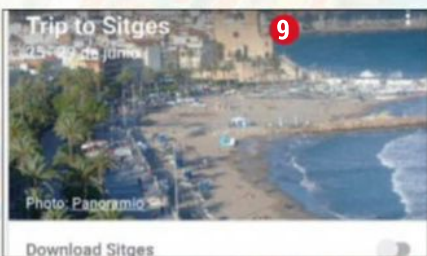 Trip to Sitges
9
25 - 29 de junio
Photo: Panoramio
Download Sitges